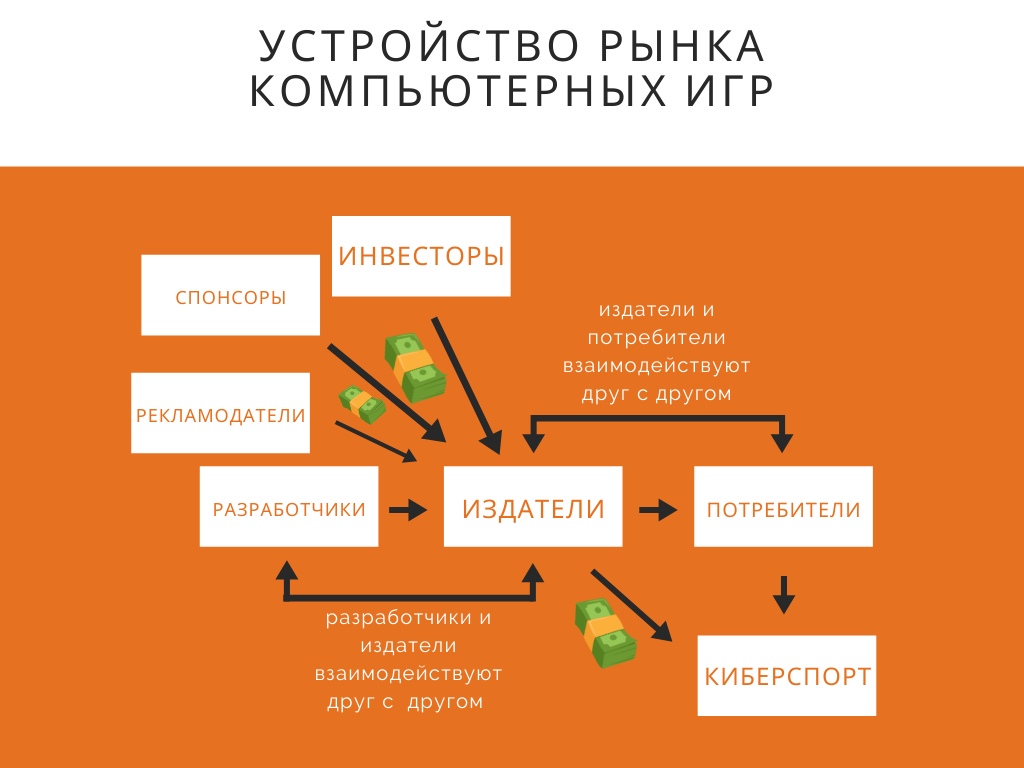 УСТРОЙСТВО РЫНКА
КОМПЬЮТЕРНЫХ ИГР
ИНВЕСТОРЫ
СПОНСОРЫ
издатели и
потребители
взаимодействуют
друг с другом
РЕКЛАМОДАТЕЛИ
РАЗРАБОТЧИКИ
ИЗДАТЕЛИ
ПОТРЕБИТЕЛИ
разработчики и
издатели
взаимодействуют
друг с другом
КИБЕРСПОРТ